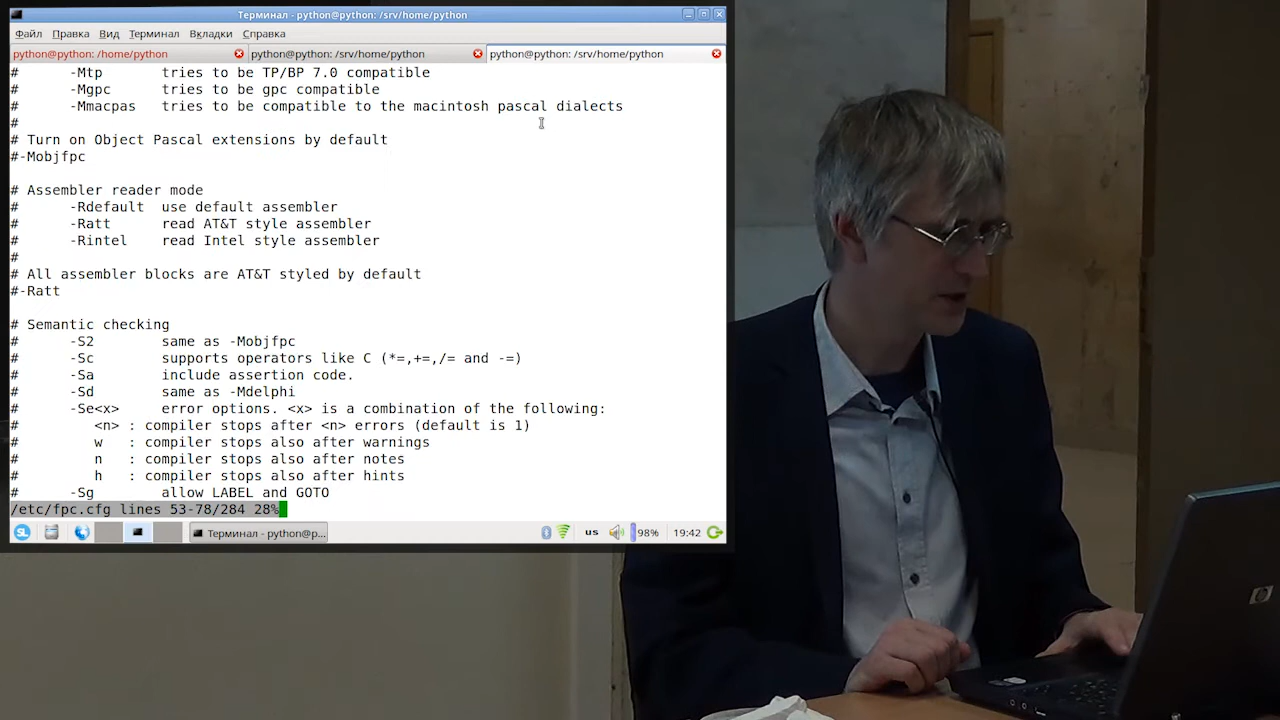 Терминал - python@python: /srv/home/python
Файл Правка Вид Терминал Вкладки Справка
python@python: /home/python python@python: /srv/home/python python@python: /srv/home/python
# -Mtp tries to be TP/BP 7.0 compatible
# -Mgpc tries to be gpc compatible
# -Mmacpas tries to be compatible to the macintosh pascal dialects
#
# Turn on Object Pascal extensions by default
#-Mobjfpc
# Assembler reader mode
# -Rdefault use default assembler
# -Ratt read AT&T style assembler
# -Rintel read Intel style assembler
#
# All assembler blocks are AT&T styled by default
#-Ratt
# Semantic checking
# -S2 same as -Mobjfpc
# -Sc supports operators like C (*=,+=,/= and -=)
# -Sa include assertion code.
# -Sd same as -Mdelphi
# -Se<x> error options. <x> is a combination of the following:
# <n> : compiler stops after <n> errors (default is 1)
# w : compiler stops also after warnings
# n : compiler stops also after notes
# h : compiler stops also after hints
# -Sg allow LABEL and GOTO
/etc/fpc.cfg lines 53-78/284 28%
Терминал - python@p... us 98% 19:42
hp